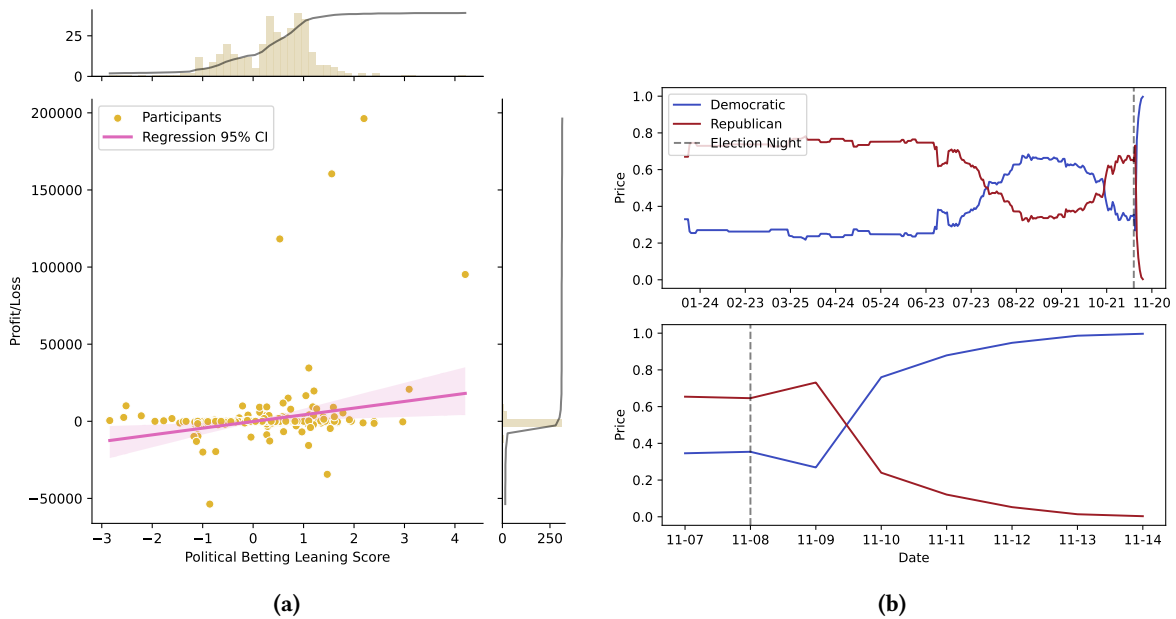 25
0
200000
150000
100000
50000
0
−50000
Profit/Loss
Participants
Regression 95% CI
−3 −2 −1 0 1 2 3 4
Political Betting Leaning Score
0 250
(a)
1.0
0.8
0.6
0.4
0.2
0.0
Price
Democratic
Republican
Election Night
01-24 02-23 03-25 04-24 05-24 06-23 07-23 08-22 09-21 10-21 11-20
1.0
0.8
0.6
0.4
0.2
0.0
Price
11-07 11-08 11-09 11-10 11-11 11-12 11-13 11-14
Date
(b)